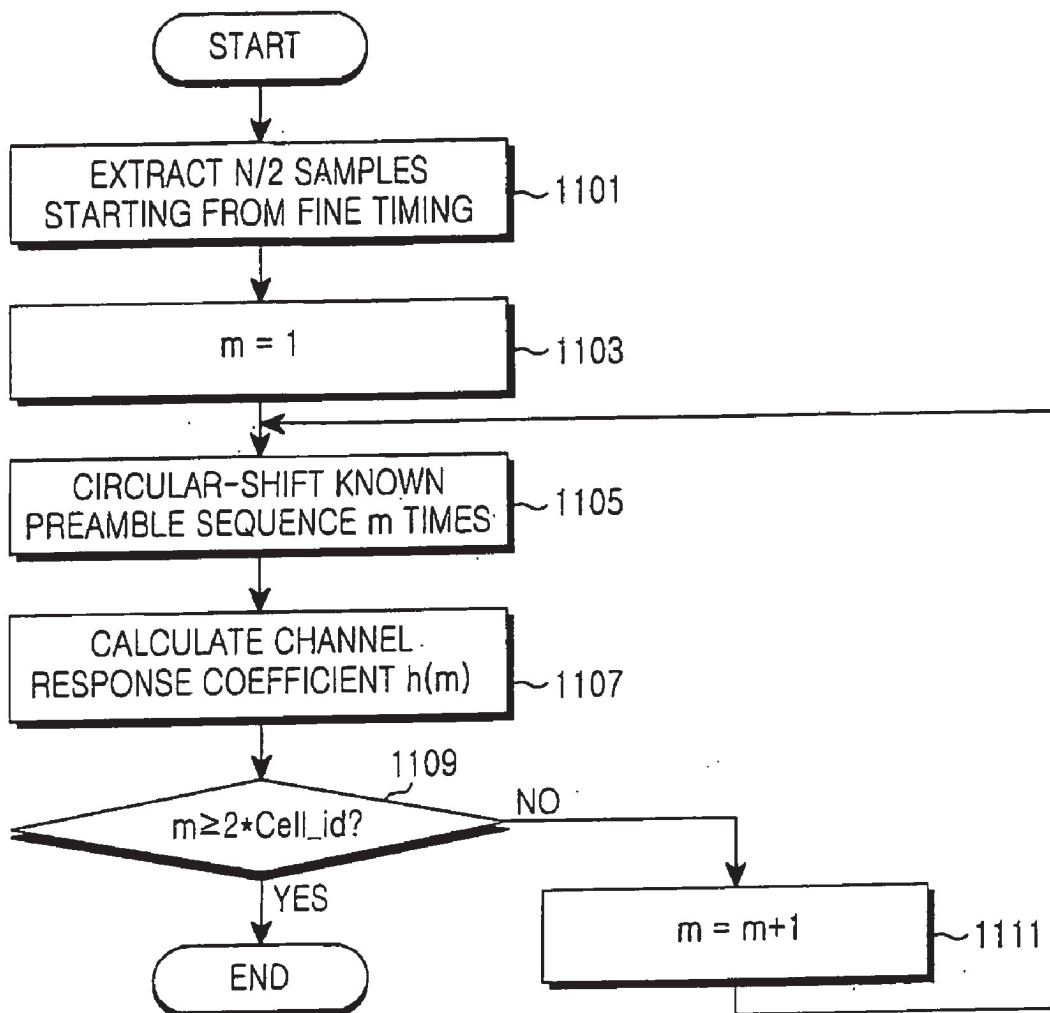 START
EXTRACT N/2 SAMPLES
STARTING FROM FINE TIMING
1101
m = 1
1103
CIRCULAR-SHIFT KNOWN
PREAMBLE SEQUENCE m TIMES
1105
CALCULATE CHANNEL
RESPONSE COEFFICIENT h(m)
1107
1109
m≥2*Cell_id?
NO
YES
m = m+1
1111
END